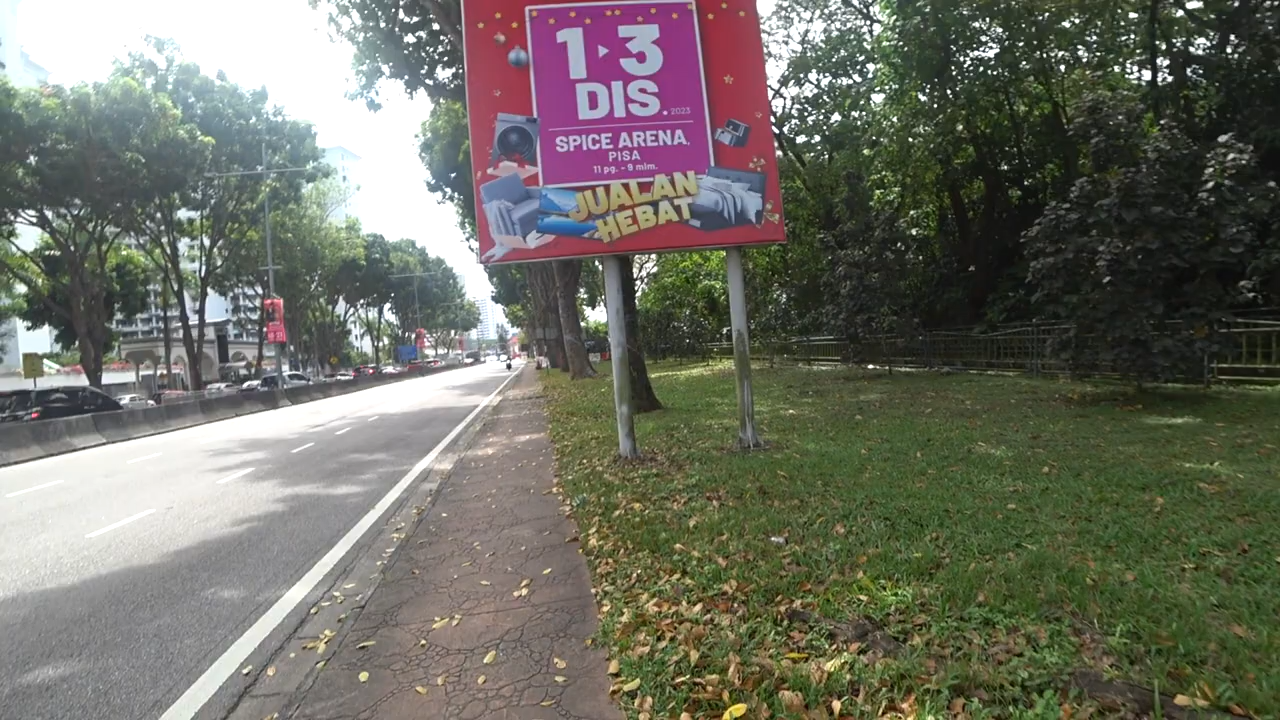 1 ▸ 3
DIS. 2023
SPICE ARENA,
PISA
11 pg. - 9 mlm.
JUALAN
HEBAT